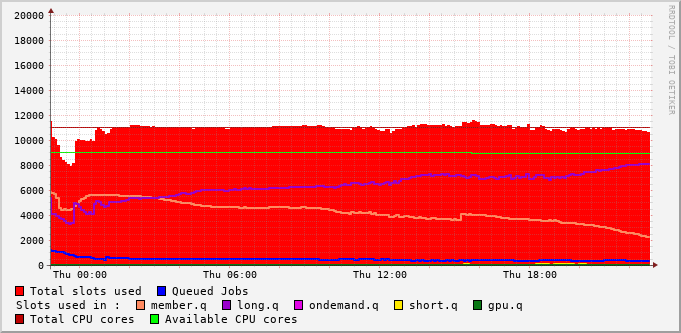 RRDTOOL / TOBI OETIKER
20000
18000
16000
14000
12000
10000
8000
6000
4000
2000
0
Thu 00:00 Thu 06:00 Thu 12:00 Thu 18:00
Total slots used Queued Jobs
Slots used in : member.q long.q ondemand.q short.q gpu.q
Total CPU cores Available CPU cores